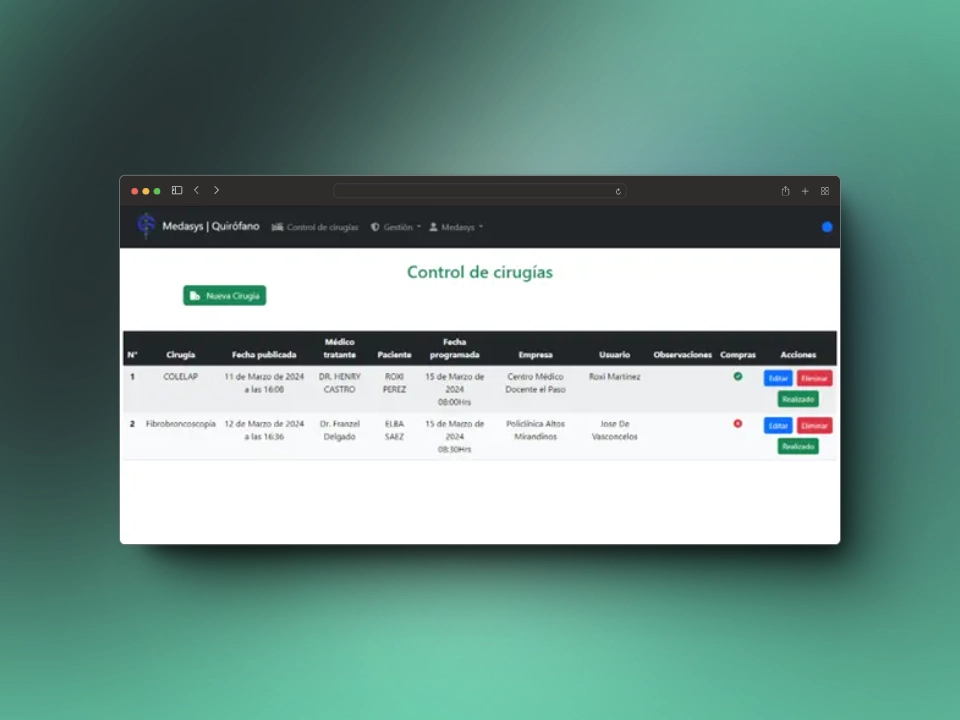 Medasys | Quirófano Control de cirugías Gestión Medasys
Control de cirugías
Nueva Cirugía
N° Cirugía Fecha publicada Médico tratante Paciente Fecha programada Empresa Usuario Observaciones Compras Acciones
1 COLELAP 11 de Marzo de 2024 DR. HENRY ROXI 15 de Marzo de Centro Médico Roxi Martinez Editar Eliminar
a las 16:08 CASTRO PEREZ 2024 Docente el Paso
08:00Hrs Realizado
2 Fibrobroncoscopia 12 de Marzo de 2024 Dr. Franzel ELBA 15 de Marzo de Policlínica Altos Jose De Editar Eliminar
a las 16:36 Delgado SAEZ 2024 Mirandinos Vasconcelos
08:30Hrs Realizado